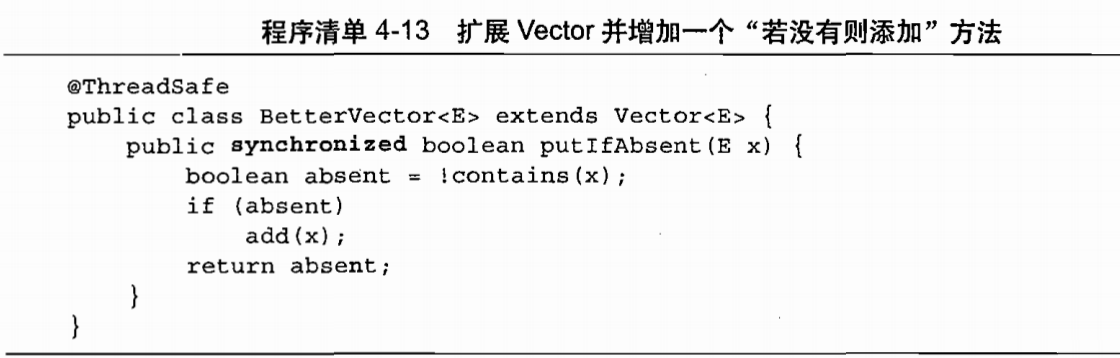 程序清单 4-13 扩展 Vector 并增加一个“若没有则添加”方法
@ThreadSafe
public class BetterVector<E> extends Vector<E> {
    public synchronized boolean putIfAbsent(E x) {
        boolean absent = !contains(x);
        if (absent)
            add(x);
        return absent;
    }
}